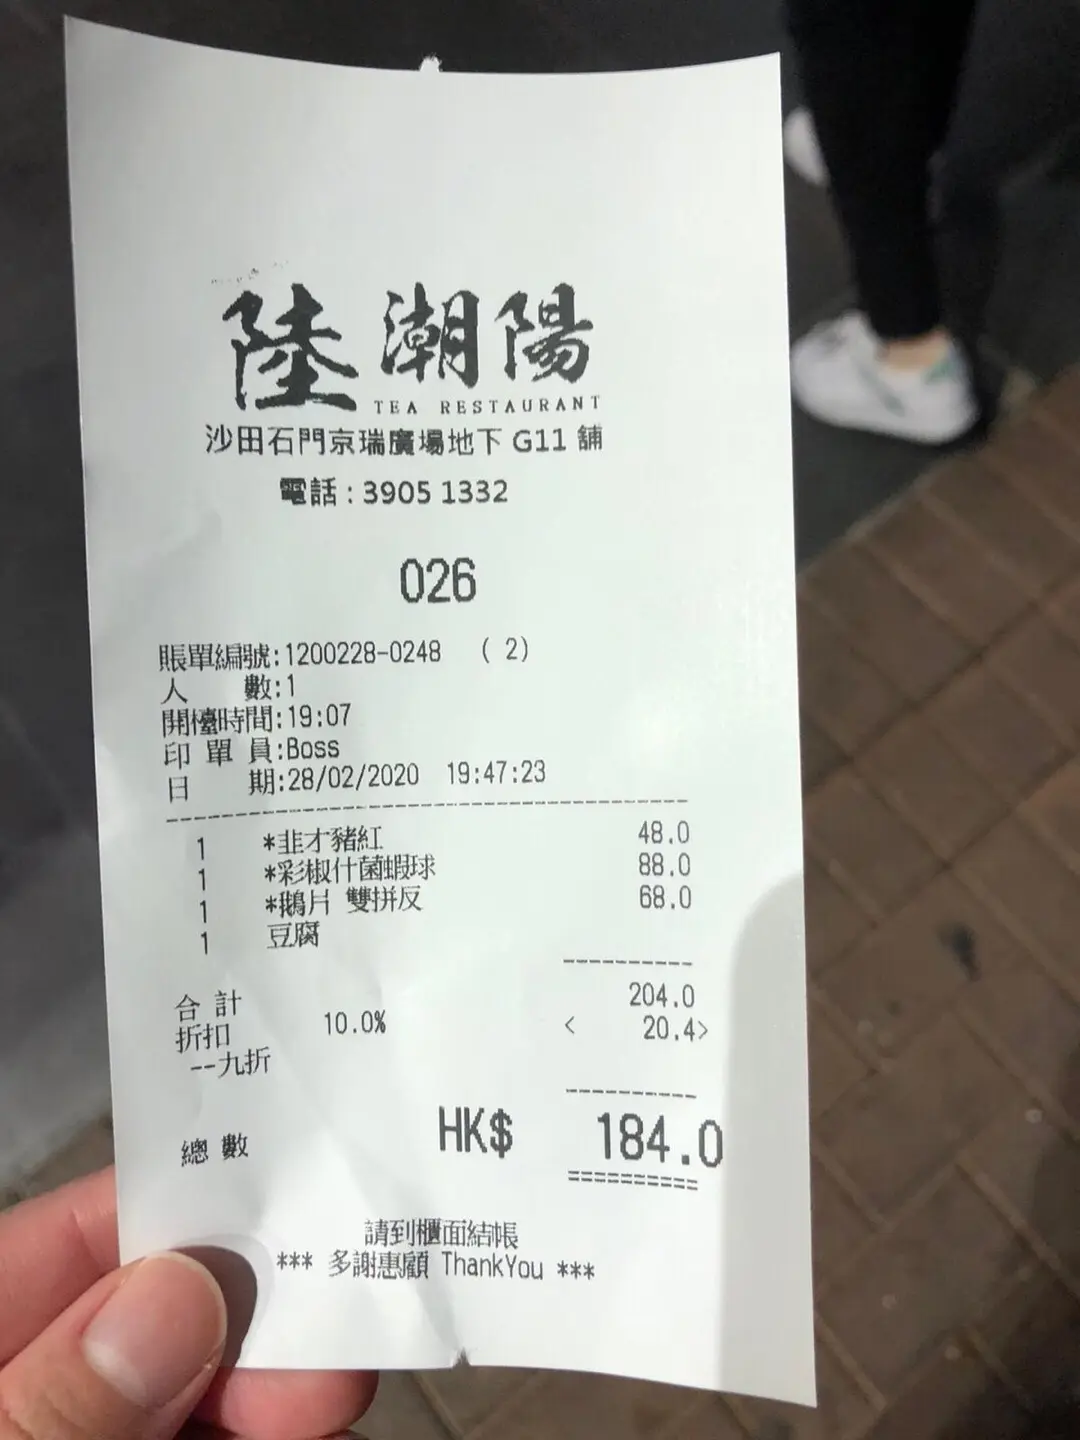 陸潮陽
TEA RESTAURANT
沙田石門京瑞廣場地下 G11 舖
電話 : 3905 1332
026
賬單編號:1200228-0248 ( 2)
人 數:1
開檯時間:19:07
印 單 員:Boss
日 期:28/02/2020 19:47:23
1 *韭才豬紅 48.0
1 *彩椒什菌蝦球 88.0
1 *鵝片 雙拼反 68.0
1 豆腐
合 計 204.0
折扣 10.0% < 20.4>
--九折
總 數 HK$ 184.0
請到櫃面結帳
*** 多謝惠顧 ThankYou ***